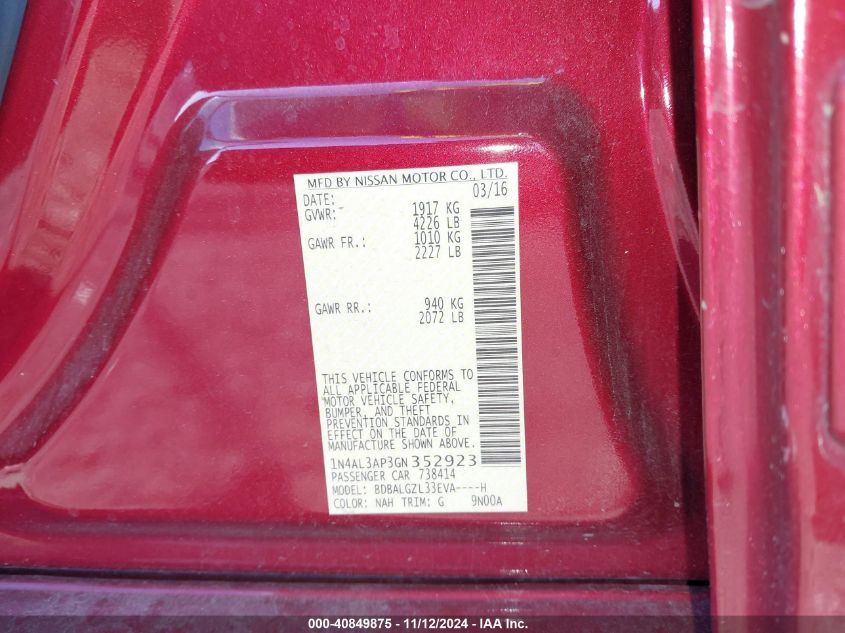 MFD BY NISSAN MOTOR CO., LTD.
DATE: 03/16
GVWR: 1917 KG
4226 LB
GAWR FR.: 1010 KG
2227 LB
GAWR RR.: 940 KG
2072 LB
THIS VEHICLE CONFORMS TO
ALL APPLICABLE FEDERAL
MOTOR VEHICLE SAFETY,
BUMPER, AND THEFT
PREVENTION STANDARDS IN
EFFECT ON THE DATE OF
MANUFACTURE SHOWN ABOVE.
1N4AL3AP3GN352923
PASSENGER CAR 738414
MODEL: BDBALGZL33EVA----H
COLOR: NAH TRIM: G 9N00A
000-40849875 - 11/12/2024 - IAAI.COM